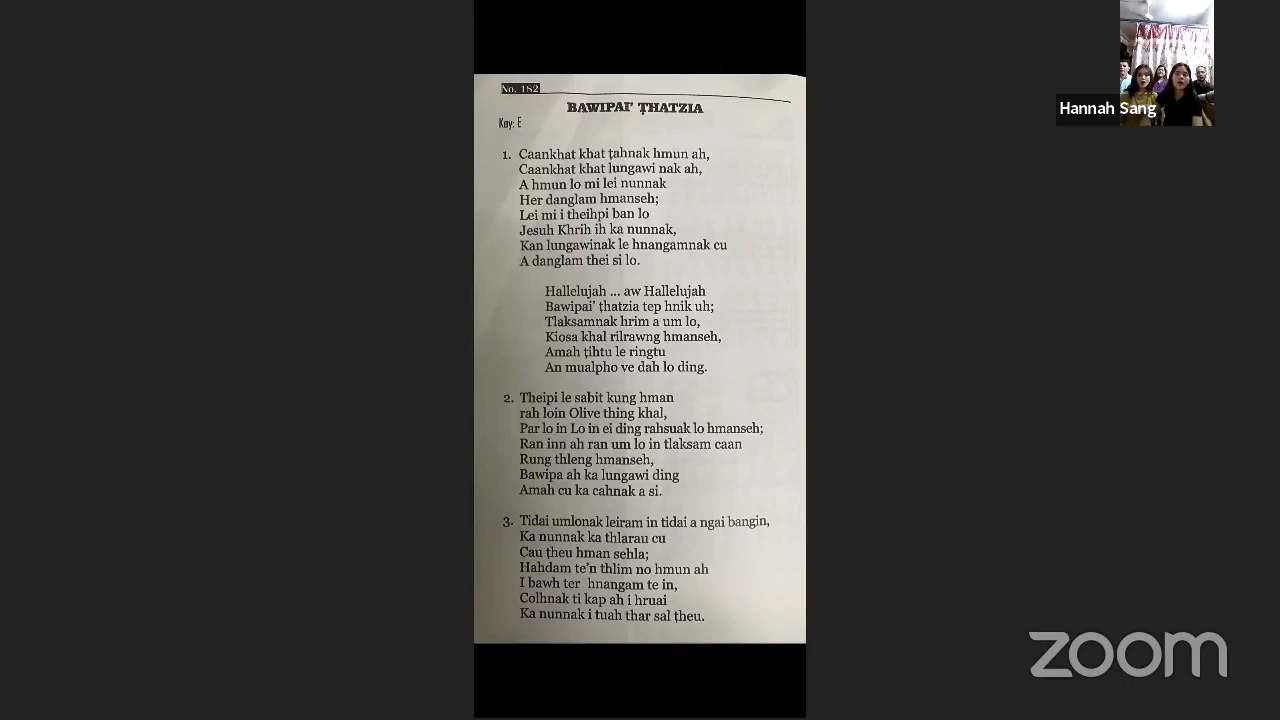 No. 182
BAWIPAI' ṬHATZIA
Key: E
1. Caankhat khat ṭahnak hmun ah,
Caankhat khat lungawi nak ah,
A hmun lo mi lei nunnak
Her danglam hmanseh;
Lei mi i theihpi ban lo
Jesuh Khrih ih ka nunnak,
Kan lungawinak le hnangamnak cu
A danglam thei si lo.
Hallelujah ... aw Hallelujah
Bawipai' ṭhatzia tep hnik uh;
Tlaksamnak hrim a um lo,
Kiosa khal rilrawng hmanseh,
Amah ṭihtu le ringtu
An mualpho ve dah lo ding.
2. Theipi le sabit kung hman
rah loin Olive thing khal,
Par lo in Lo in ei ding rahsuak lo hmanseh;
Ran inn ah ran um lo in tlaksam caan
Rung thleng hmanseh,
Bawipa ah ka lungawi ding
Amah cu ka cahnak a si.
3. Tidai umlonak leiram in tidai a ngai bangin,
Ka nunnak ka thlarau cu
Cau ṭheu hman sehla;
Hahdam te'n thlim no hmun ah
I bawh ter hnangam te in,
Colhnak ti kap ah i hruai
Ka nunnak i tuah thar sal ṭheu.
Hannah Sang
zoom